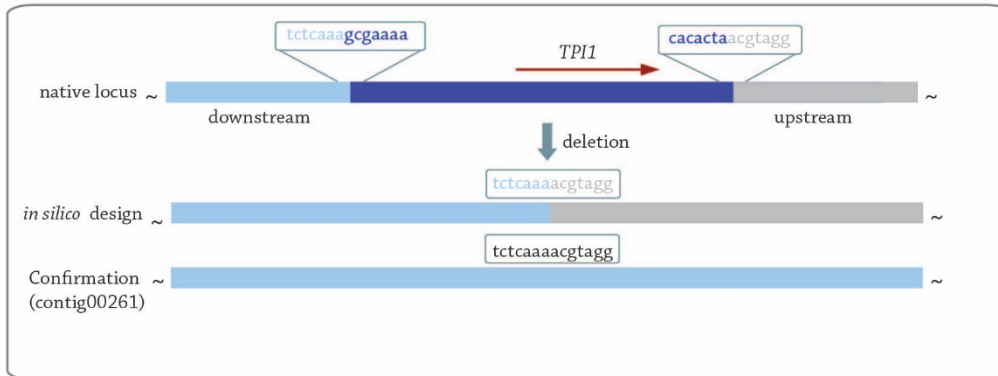 tctcaaagcgaaaa
cacactaacgtagg
TPI1
native locus ~
~
downstream
upstream
deletion
tctcaaaacgtagg
in silico design ~
~
tctcaaaacgtagg
Confirmation ~
(contig00261)
~